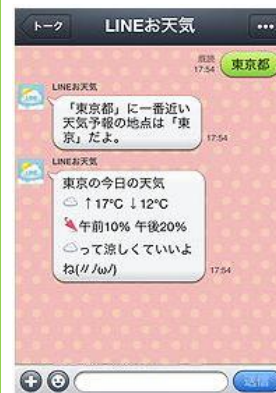 トーク
LINEお天気
既読
17:54
東京都
LINEお天気
「東京都」に一番近い
天気予報の地点は「東
京」だよ。
17:54
LINEお天気
東京の今日の天気
☁ ↑17℃ ↓12℃
🌂午前10% 午後20%
☁って涼しくていいよ
ね(〃/ω/)
17:54
送信